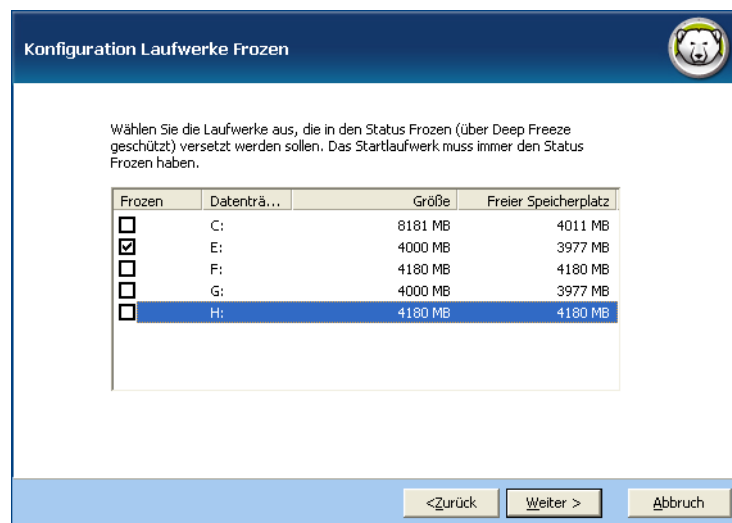 Konfiguration Laufwerke Frozen
Wählen Sie die Laufwerke aus, die in den Status Frozen (über Deep Freeze
geschützt) versetzt werden sollen. Das Startlaufwerk muss immer den Status
Frozen haben.
Frozen Datenträ... Größe Freier Speicherplatz
C: 8181 MB 4011 MB
E: 4000 MB 3977 MB
F: 4180 MB 4180 MB
G: 4000 MB 3977 MB
H: 4180 MB 4180 MB
<Zurück Weiter > Abbruch